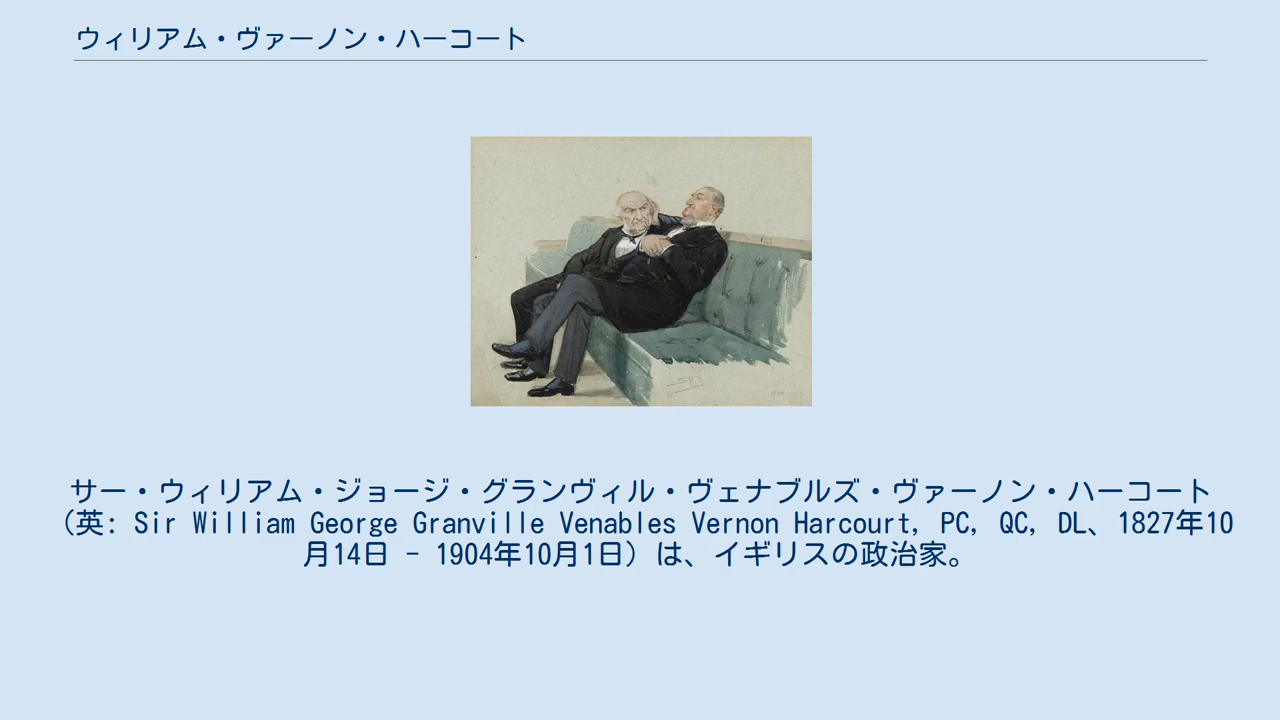 ウィリアム・ヴァーノン・ハーコート
サー・ウィリアム・ジョージ・グランヴィル・ヴェナブルズ・ヴァーノン・ハーコート
（英: Sir William George Granville Venables Vernon Harcourt, PC, QC, DL、1827年10
月14日 - 1904年10月1日）は、イギリスの政治家。